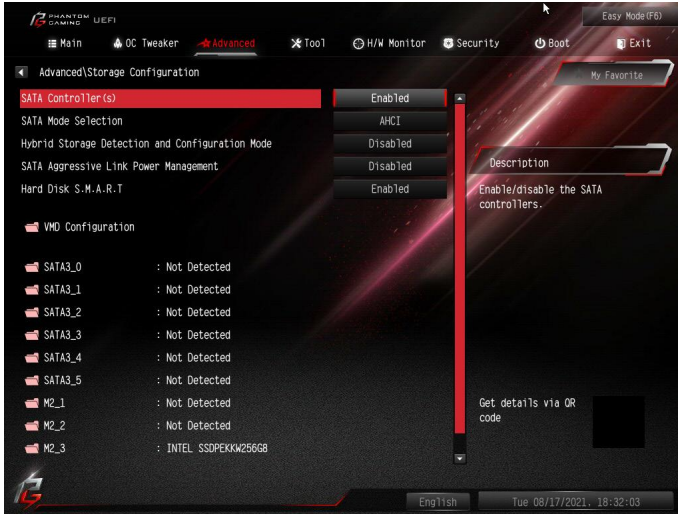 PHANTOM GAMING UEFI
Easy Mode(F6)
Main OC Tweaker Advanced Tool H/W Monitor Security Boot Exit
Advanced\Storage Configuration
My Favorite
SATA Controller(s) Enabled
SATA Mode Selection AHCI
Hybrid Storage Detection and Configuration Mode Disabled
SATA Aggressive Link Power Management Disabled
Hard Disk S.M.A.R.T Enabled
Description
Enable/disable the SATA
controllers.
VMD Configuration
SATA3_0 : Not Detected
SATA3_1 : Not Detected
SATA3_2 : Not Detected
SATA3_3 : Not Detected
SATA3_4 : Not Detected
SATA3_5 : Not Detected
M2_1 : Not Detected
M2_2 : Not Detected
M2_3 : INTEL SSDPEKKW256G8
Get details via QR
code
English
Tue 08/17/2021. 18:32:03